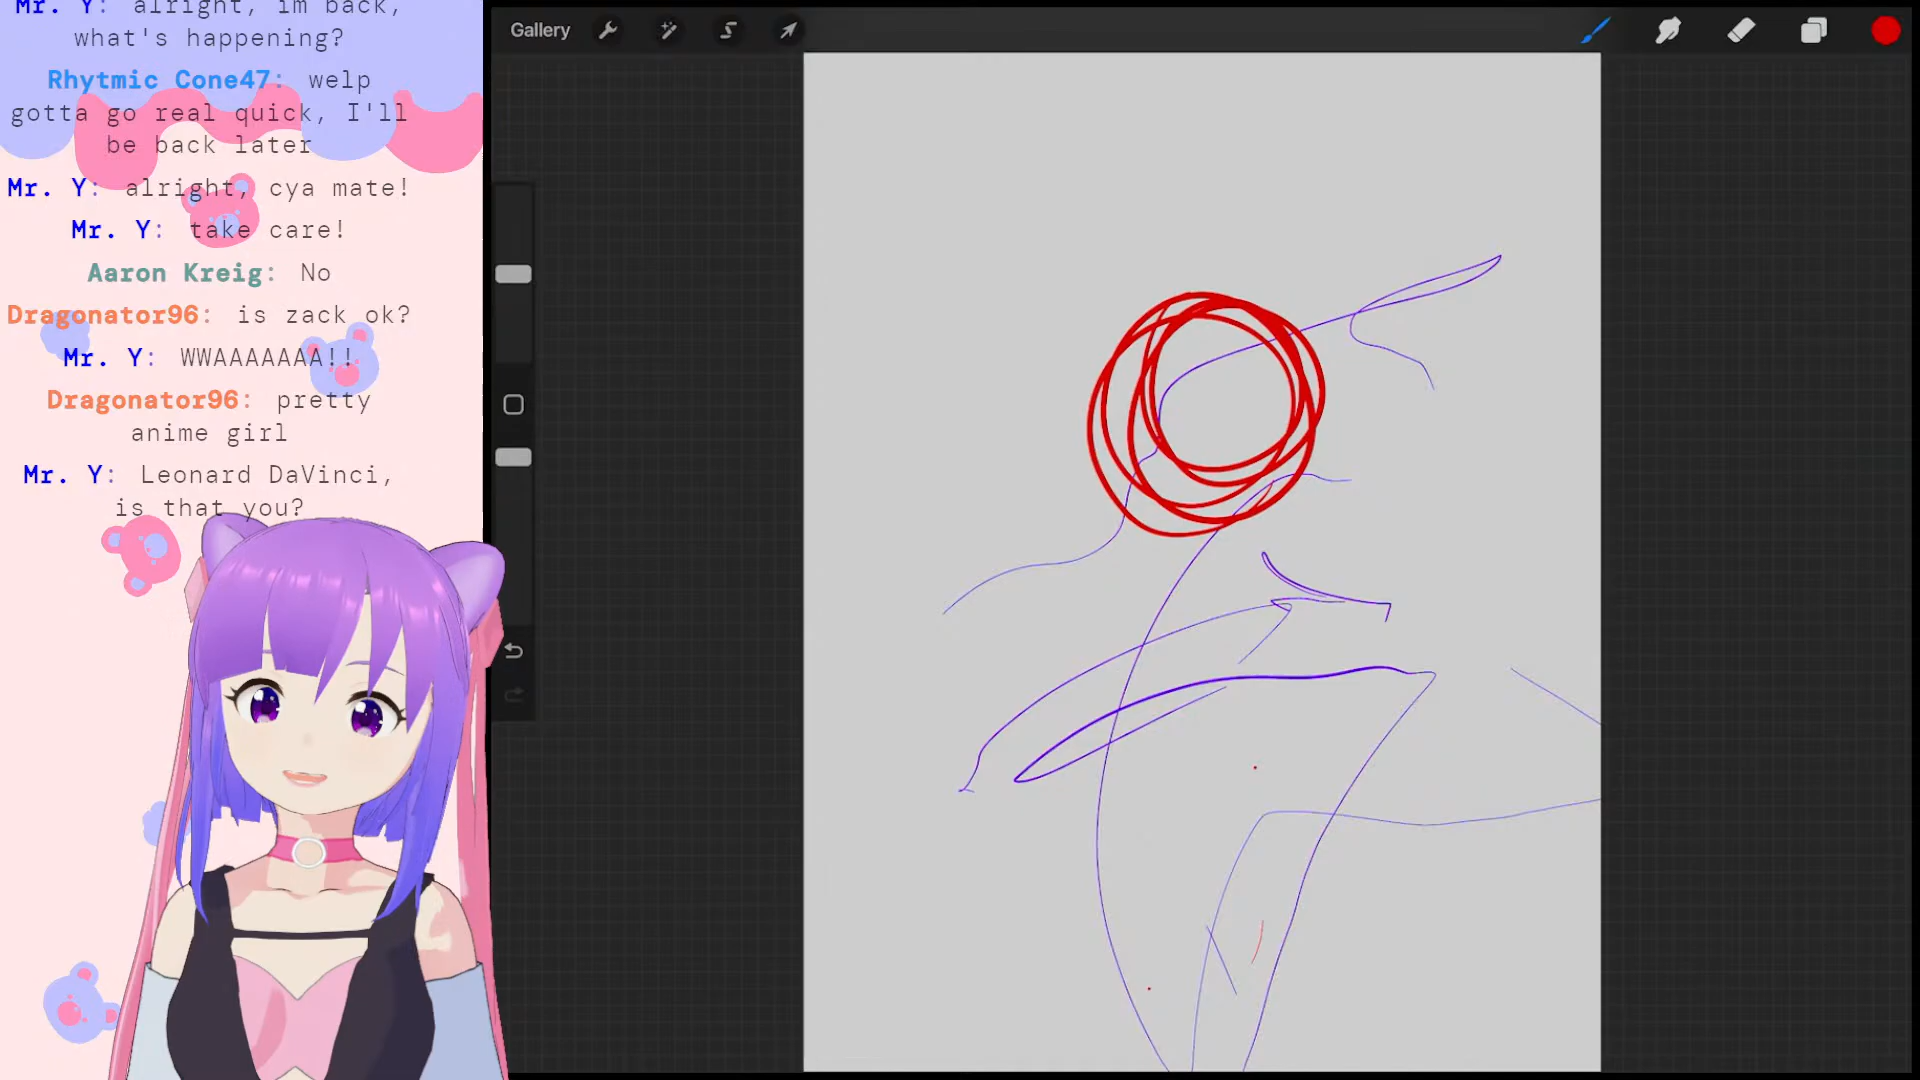 Mr. Y: alright, im back,
what's happening?
Rhytmic Cone47: welp
gotta go real quick, I'll
be back later
Mr. Y: alright, cya mate!
Mr. Y: take care!
Aaron Kreig: No
Dragonator96: is zack ok?
Mr. Y: WWAAAAAAA!!
Dragonator96: pretty
anime girl
Mr. Y: Leonard DaVinci,
is that you?
Gallery